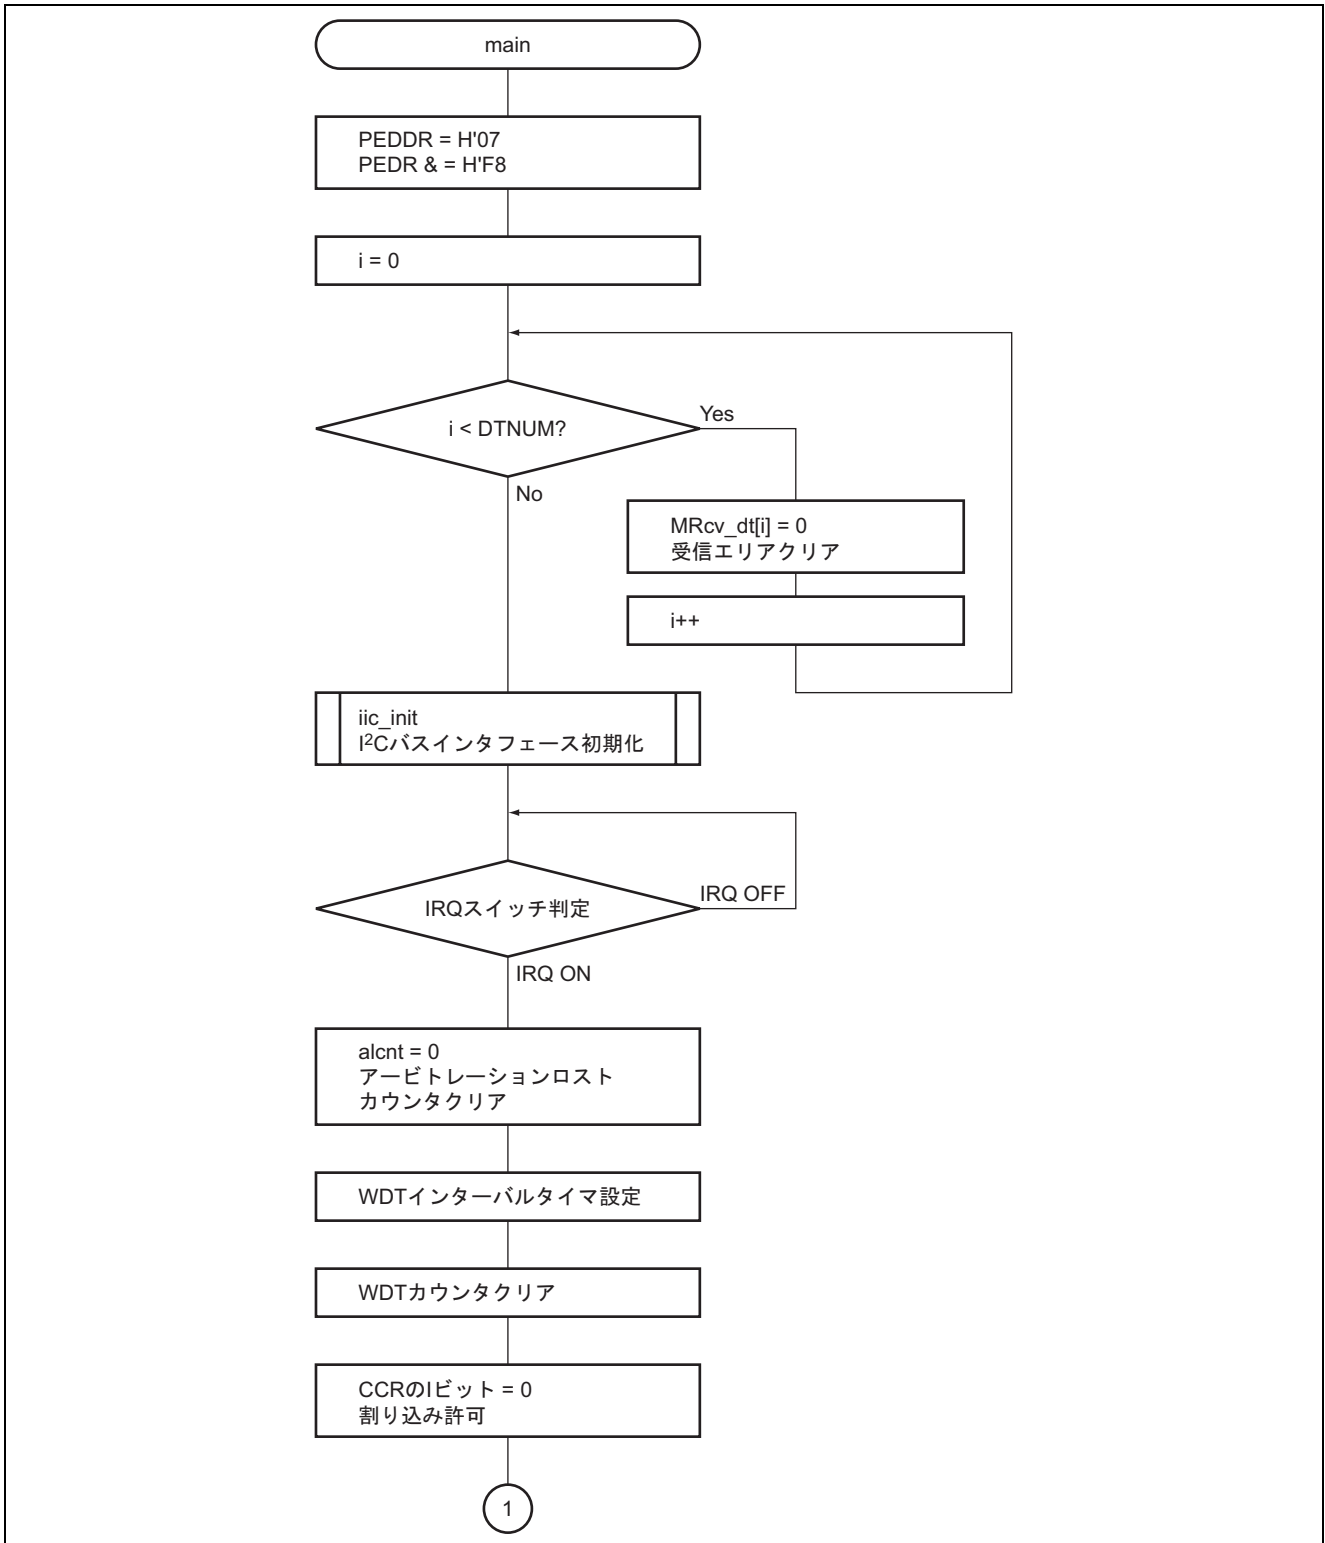 main
PEDDR = H'07
PEDR & = H'F8
i = 0
i < DTNUM?
Yes
No
MRcv_dt[i] = 0
受信エリアクリア
i++
iic_init
I²Cバスインタフェース初期化
IRQスイッチ判定
IRQ OFF
IRQ ON
alcnt = 0
アービトレーションロスト
カウンタクリア
WDTインターバルタイマ設定
WDTカウンタクリア
CCRのIビット = 0
割り込み許可
1